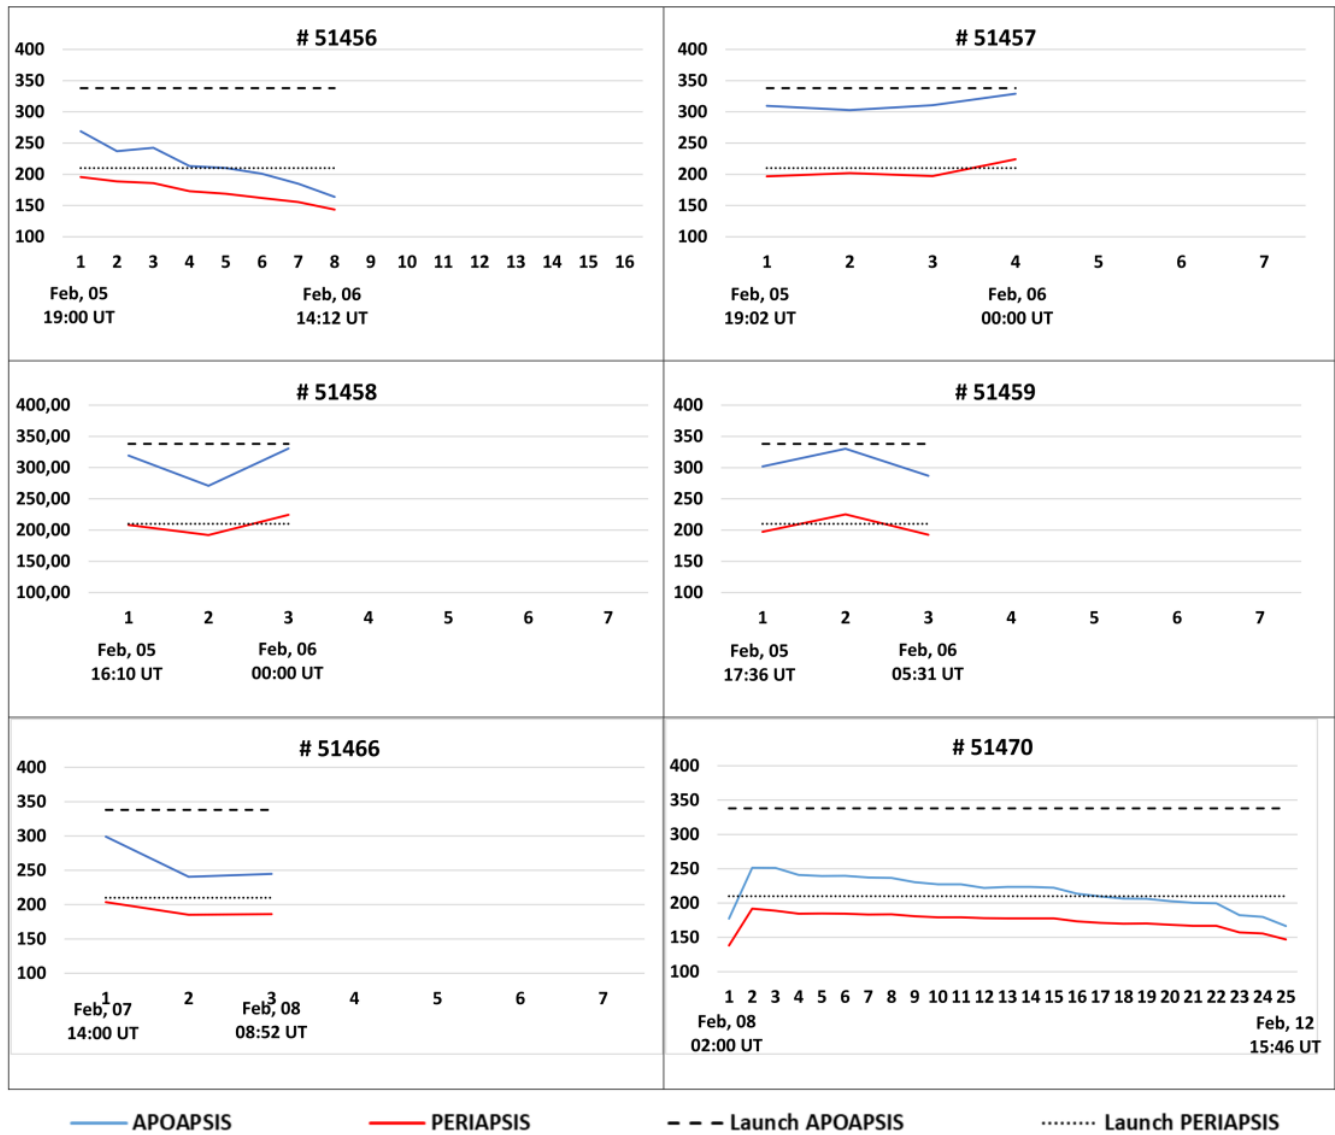 # 51456
400
350
300
250
200
150
100
1 2 3 4 5 6 7 8 9 10 11 12 13 14 15 16
Feb, 05
19:00 UT
Feb, 06
14:12 UT
# 51457
400
350
300
250
200
150
100
1 2 3 4 5 6 7
Feb, 05
19:02 UT
Feb, 06
00:00 UT
# 51458
400,00
350,00
300,00
250,00
200,00
150,00
100,00
1 2 3 4 5 6 7
Feb, 05
16:10 UT
Feb, 06
00:00 UT
# 51459
400
350
300
250
200
150
100
1 2 3 4 5 6 7
Feb, 05
17:36 UT
Feb, 06
05:31 UT
# 51466
400
350
300
250
200
150
100
1 2 3 4 5 6 7
Feb, 07
14:00 UT
Feb, 08
08:52 UT
# 51470
400
350
300
250
200
150
100
1 2 3 4 5 6 7 8 9 10 11 12 13 14 15 16 17 18 19 20 21 22 23 24 25
Feb, 08
02:00 UT
Feb, 12
15:46 UT
APOAPSIS PERIAPSIS Launch APOAPSIS Launch PERIAPSIS